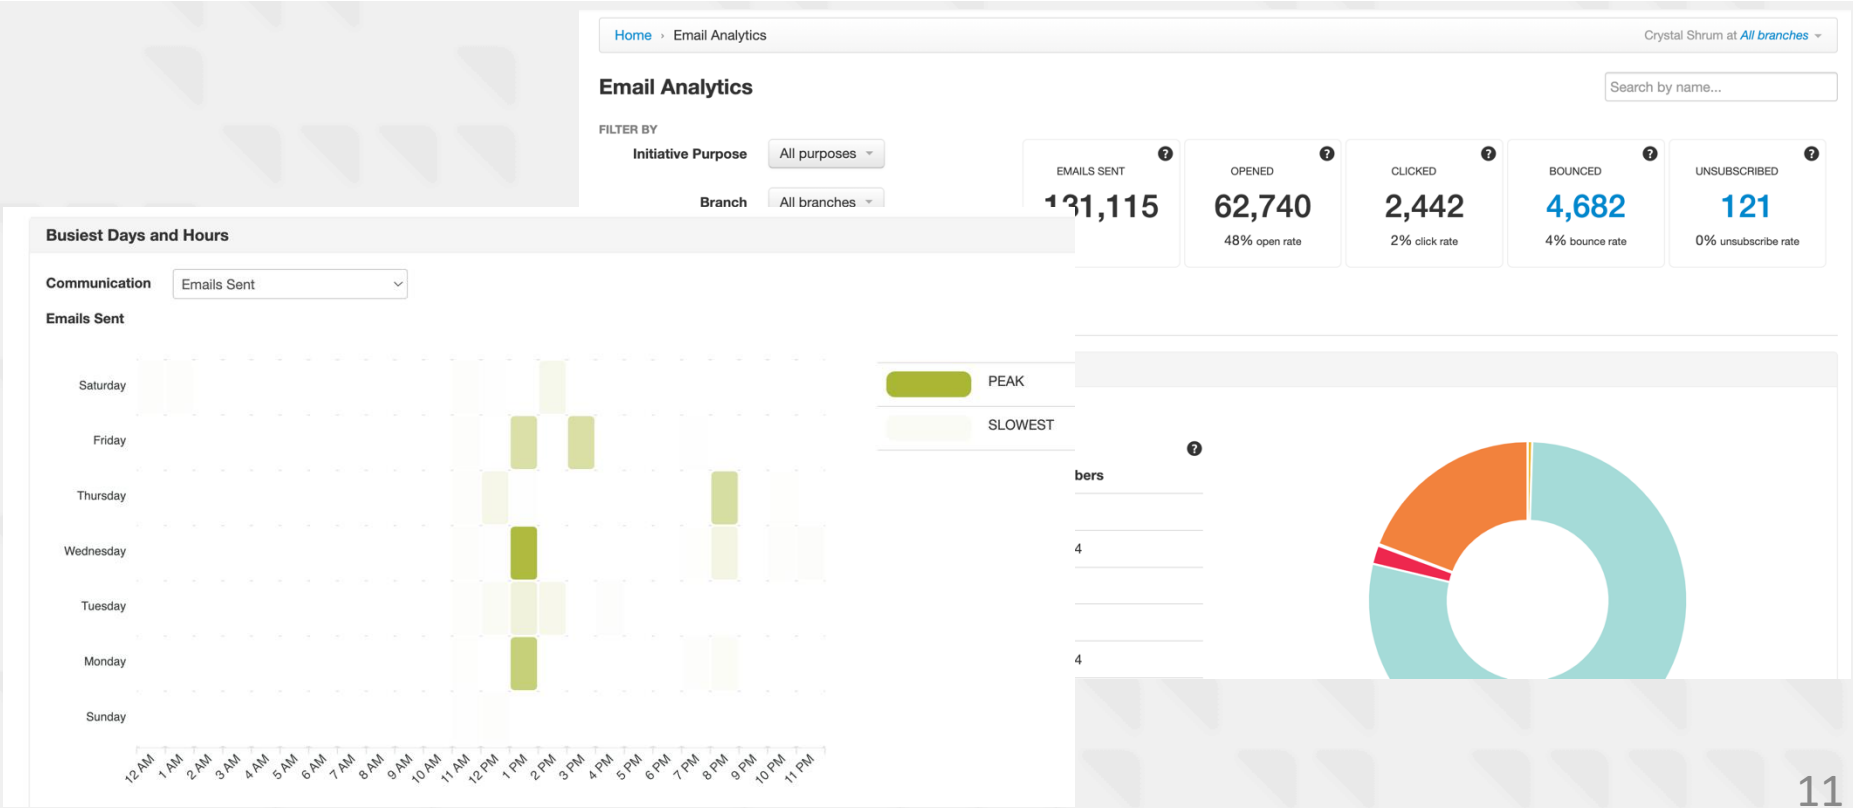 Home › Email Analytics
Crystal Shrum at All branches
Email Analytics
Search by name...
FILTER BY
Initiative Purpose All purposes
Branch All branches
EMAILS SENT
131,115
OPENED
62,740
48% open rate
CLICKED
2,442
2% click rate
BOUNCED
4,682
4% bounce rate
UNSUBSCRIBED
121
0% unsubscribe rate
Busiest Days and Hours
Communication Emails Sent
Emails Sent
Saturday
Friday
Thursday
Wednesday
Tuesday
Monday
Sunday
12 AM 1 AM 2 AM 3 AM 4 AM 5 AM 6 AM 7 AM 8 AM 9 AM 10 AM 11 AM 12 PM 1 PM 2 PM 3 PM 4 PM 5 PM 6 PM 7 PM 8 PM 9 PM 10 PM 11 PM
PEAK
SLOWEST
bers
4
4
11